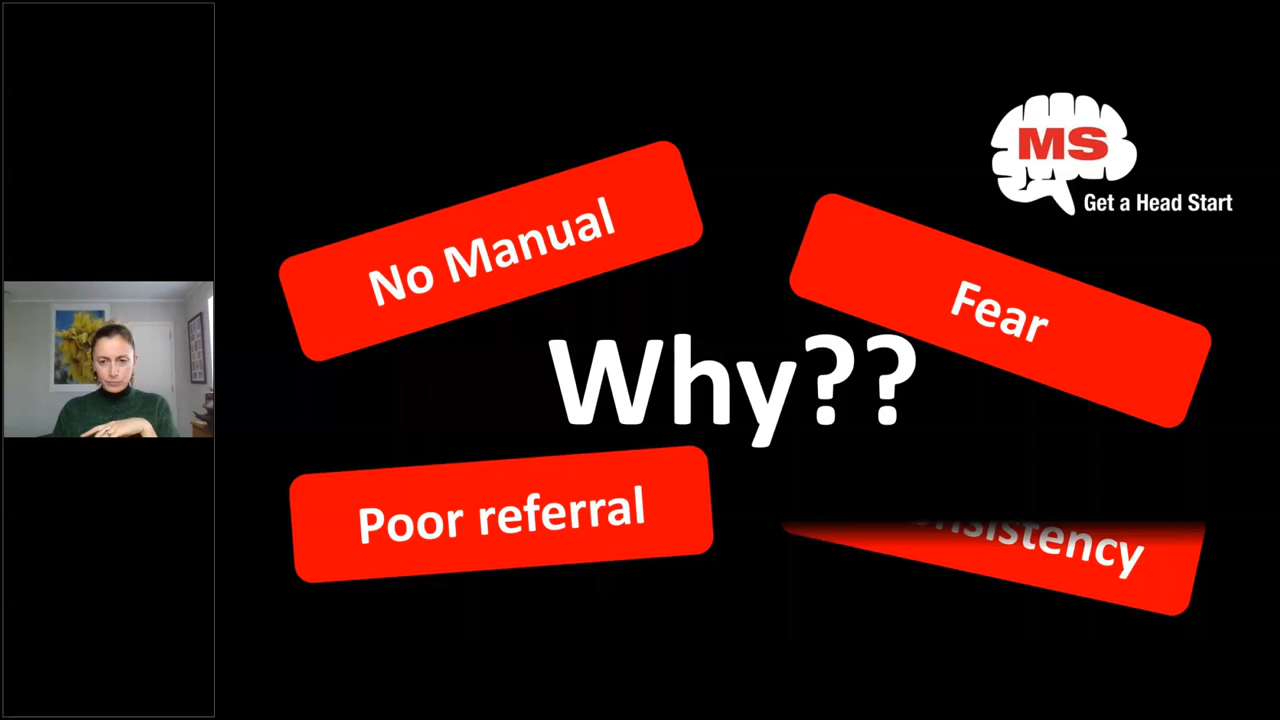 MS
Get a Head Start
No Manual
Fear
Why??
Poor referral